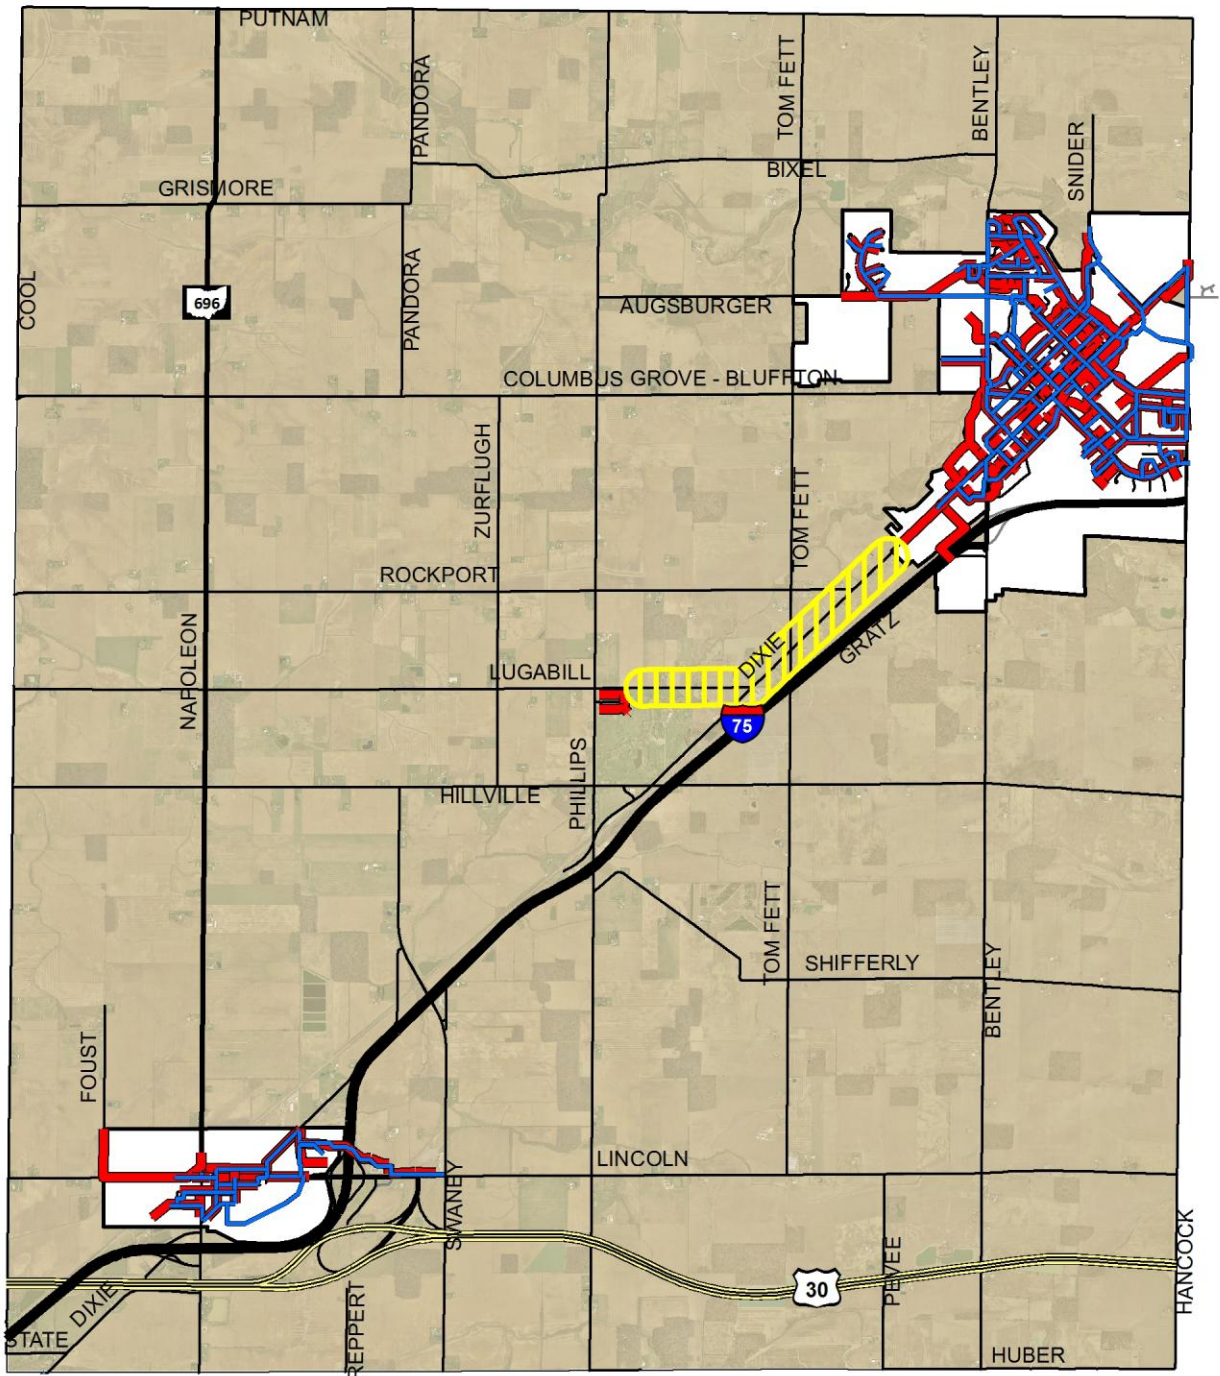 PUTNAM
PANDORA
TOM FETT
BENTLEY
SNIDER
BIXEL
GRISMORE
COOL
696
PANDORA
AUGSBURGER
COLUMBUS GROVE - BLUFFTON
ZURFLUGH
TOM FETT
ROCKPORT
NAPOLEON
DIXIE
GRATZ
LUGABILL
75
PHILLIPS
HILLVILLE
TOM FETT
SHIFFERLY
BENTLEY
FOUST
LINCOLN
SWANEY
HANCOCK
PEVEE
30
DIXIE
REPPERT
STATE
HUBER